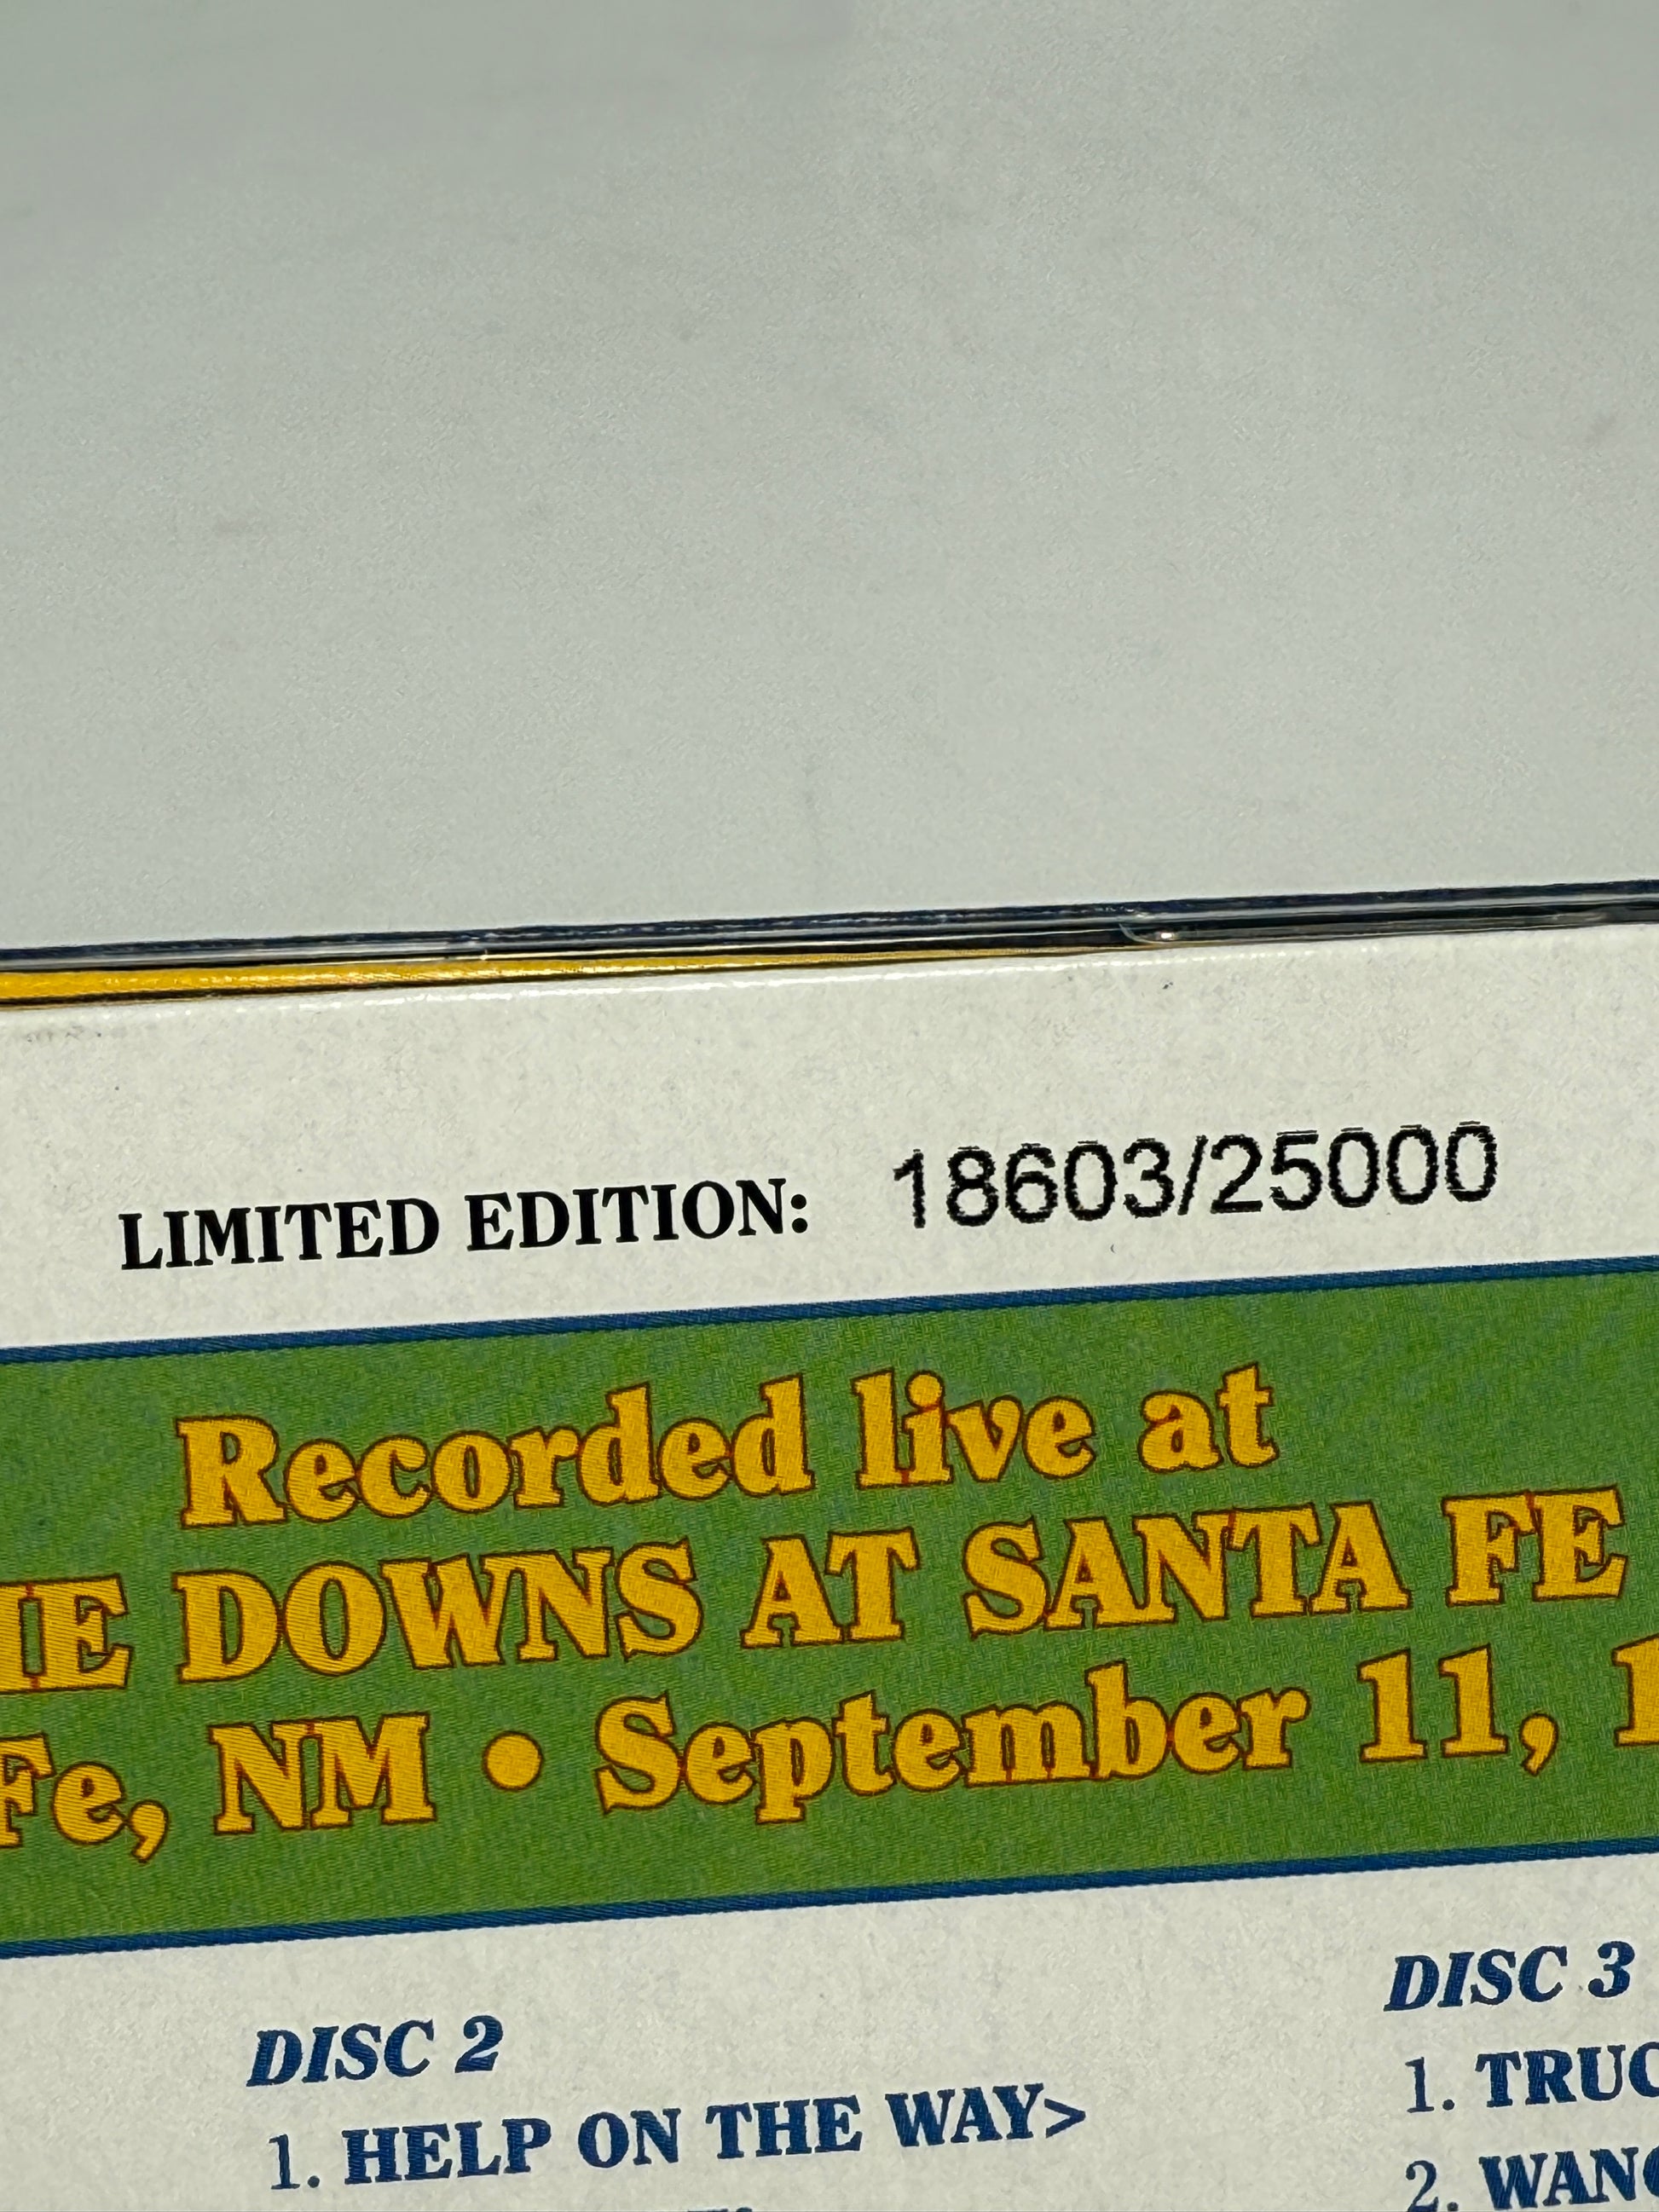 LIMITED EDITION: 18603/25000
Recorded live at
DOWNS AT SANTA FE
Fe, NM • September 11,
DISC 2
1. HELP ON THE WAY>
DISC 3
1. TRUC
2. WANG